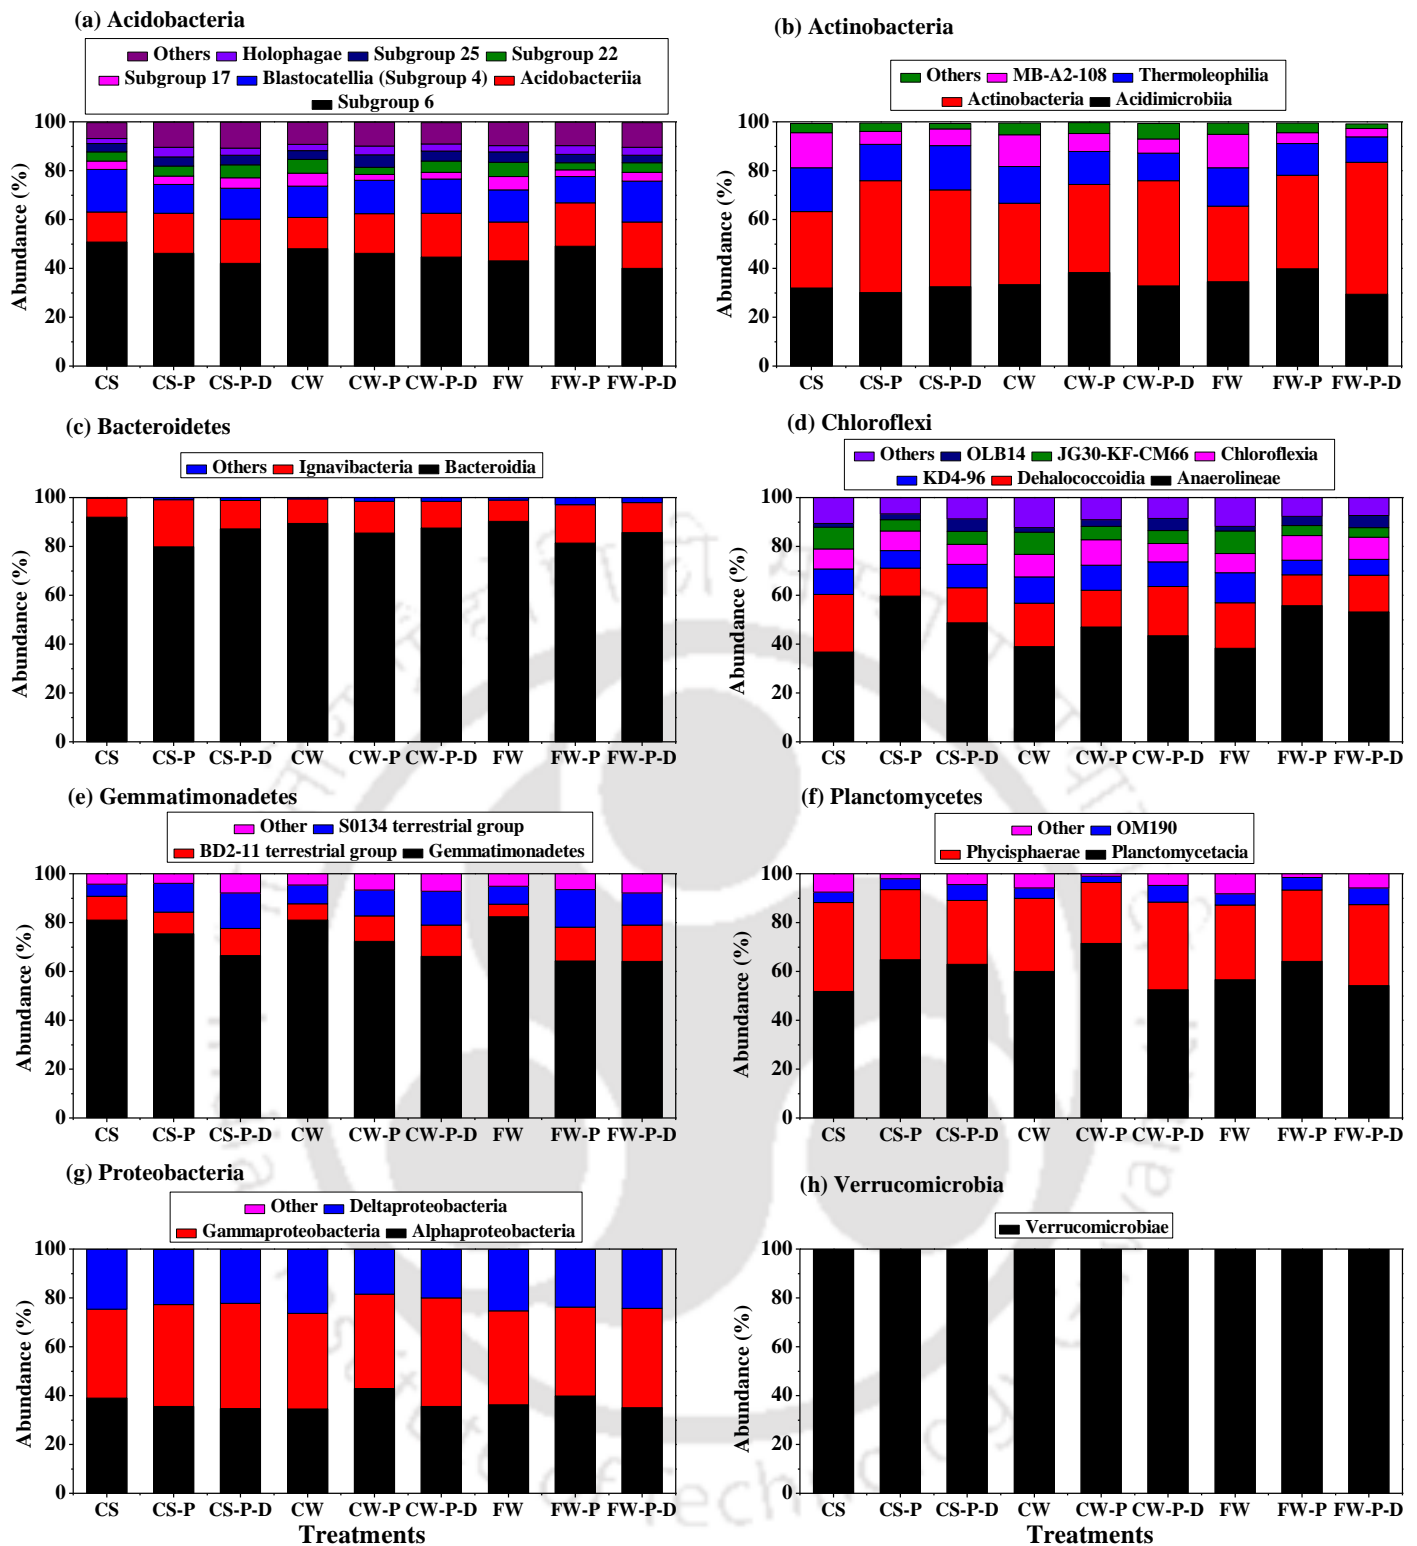 (a) Acidobacteria
Others Holophagae Subgroup 25 Subgroup 22
Subgroup 17 Blastocatellia (Subgroup 4) Acidobacteriia
Subgroup 6
Abundance (%)
100
80
60
40
20
0
CS CS-P CS-P-D CW CW-P CW-P-D FW FW-P FW-P-D
(b) Actinobacteria
Others MB-A2-108 Thermoleophilia
Actinobacteria Acidimicrobiia
Abundance (%)
100
80
60
40
20
0
CS CS-P CS-P-D CW CW-P CW-P-D FW FW-P FW-P-D
(c) Bacteroidetes
Others Ignavibacteria Bacteroidia
Abundance (%)
100
80
60
40
20
0
CS CS-P CS-P-D CW CW-P CW-P-D FW FW-P FW-P-D
(d) Chloroflexi
Others OLB14 JG30-KF-CM66 Chloroflexia
KD4-96 Dehalococcoidia Anaerolineae
Abundance (%)
100
80
60
40
20
0
CS CS-P CS-P-D CW CW-P CW-P-D FW FW-P FW-P-D
(e) Gemmatimonadetes
Other S0134 terrestrial group
BD2-11 terrestrial group Gemmatimonadetes
Abundance (%)
100
80
60
40
20
0
CS CS-P CS-P-D CW CW-P CW-P-D FW FW-P FW-P-D
(f) Planctomycetes
Other OM190
Phycisphaerae Planctomycetacia
Abundance (%)
100
80
60
40
20
0
CS CS-P CS-P-D CW CW-P CW-P-D FW FW-P FW-P-D
(g) Proteobacteria
Other Deltaproteobacteria
Gammaproteobacteria Alphaproteobacteria
Abundance (%)
100
80
60
40
20
0
CS CS-P CS-P-D CW CW-P CW-P-D FW FW-P FW-P-D
Treatments
(h) Verrucomicrobia
Verrucomicrobiae
Abundance (%)
100
80
60
40
20
0
CS CS-P CS-P-D CW CW-P CW-P-D FW FW-P FW-P-D
Treatments